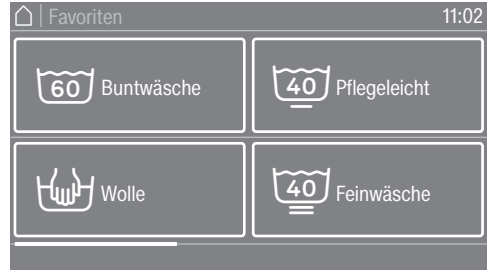 Favoriten 11:02
60 Buntwäsche
40 Pflegeleicht
Wolle
40 Feinwäsche